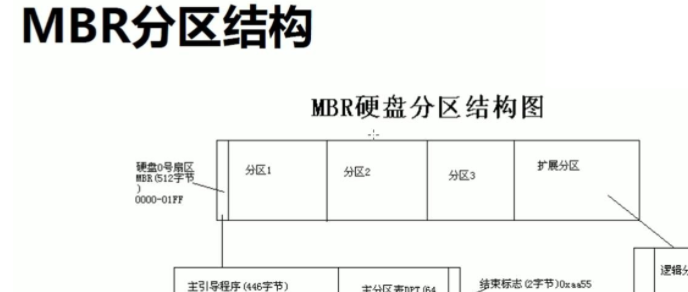 MBR分区结构
MBR硬盘分区结构图
硬盘0号扇区
MBR(512字节
)
0000-01FF
分区1
分区2
分区3
扩展分区
逻辑分
主引导程序(446字节)
主分区表DPT(64
结束标志(2字节)0xaa55